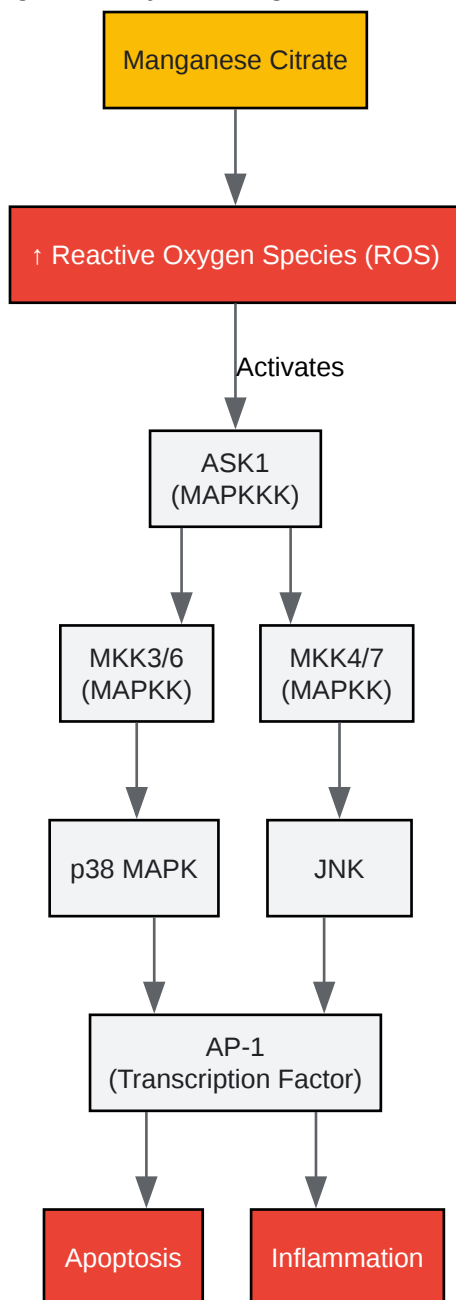 Manganese Citrate
↑ Reactive Oxygen Species (ROS)
Activates
ASK1
(MAPKKK)
MKK3/6
(MAPKK)
MKK4/7
(MAPKK)
p38 MAPK
JNK
AP-1
(Transcription Factor)
Apoptosis
Inflammation